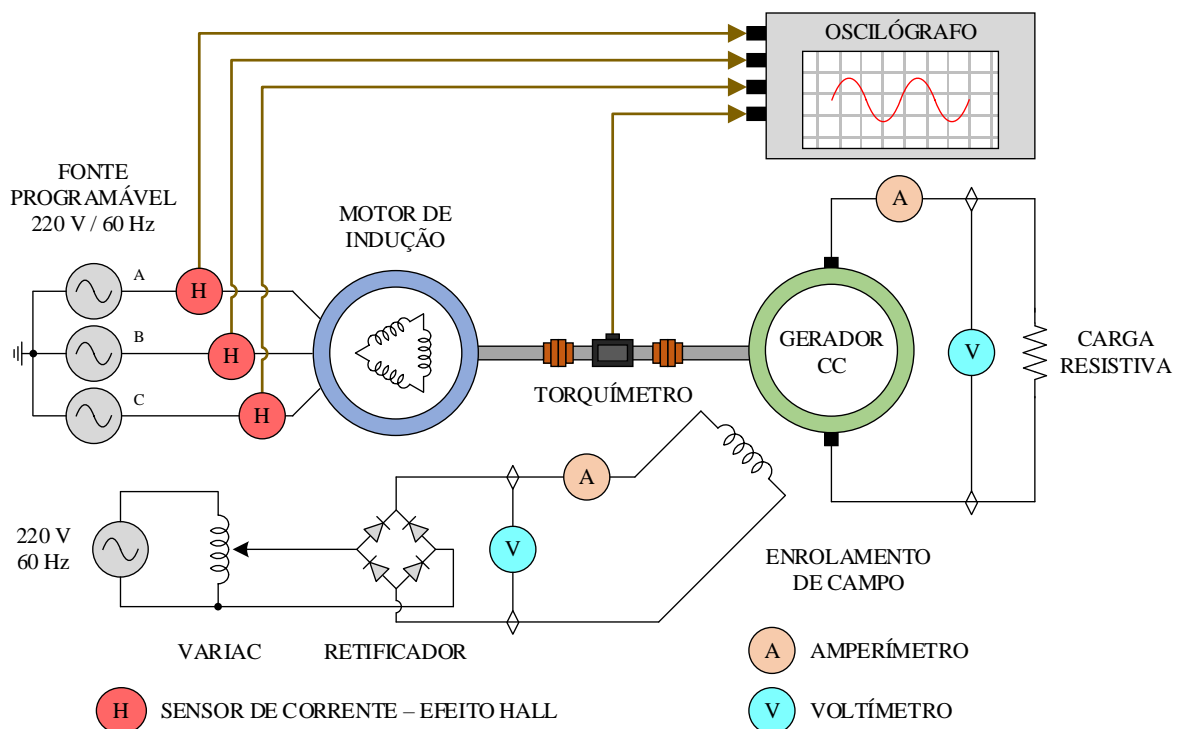 OSCILÓGRAFO
FONTE
PROGRAMÁVEL
220 V / 60 Hz
MOTOR DE
INDUÇÃO
A
A
H
B
H
C
H
TORQUÍMETRO
GERADOR
CC
V
CARGA
RESISTIVA
220 V
60 Hz
A
V
ENROLAMENTO
DE CAMPO
VARIAC
RETIFICADOR
A
AMPERÍMETRO
H
SENSOR DE CORRENTE – EFEITO HALL
V
VOLTÍMETRO